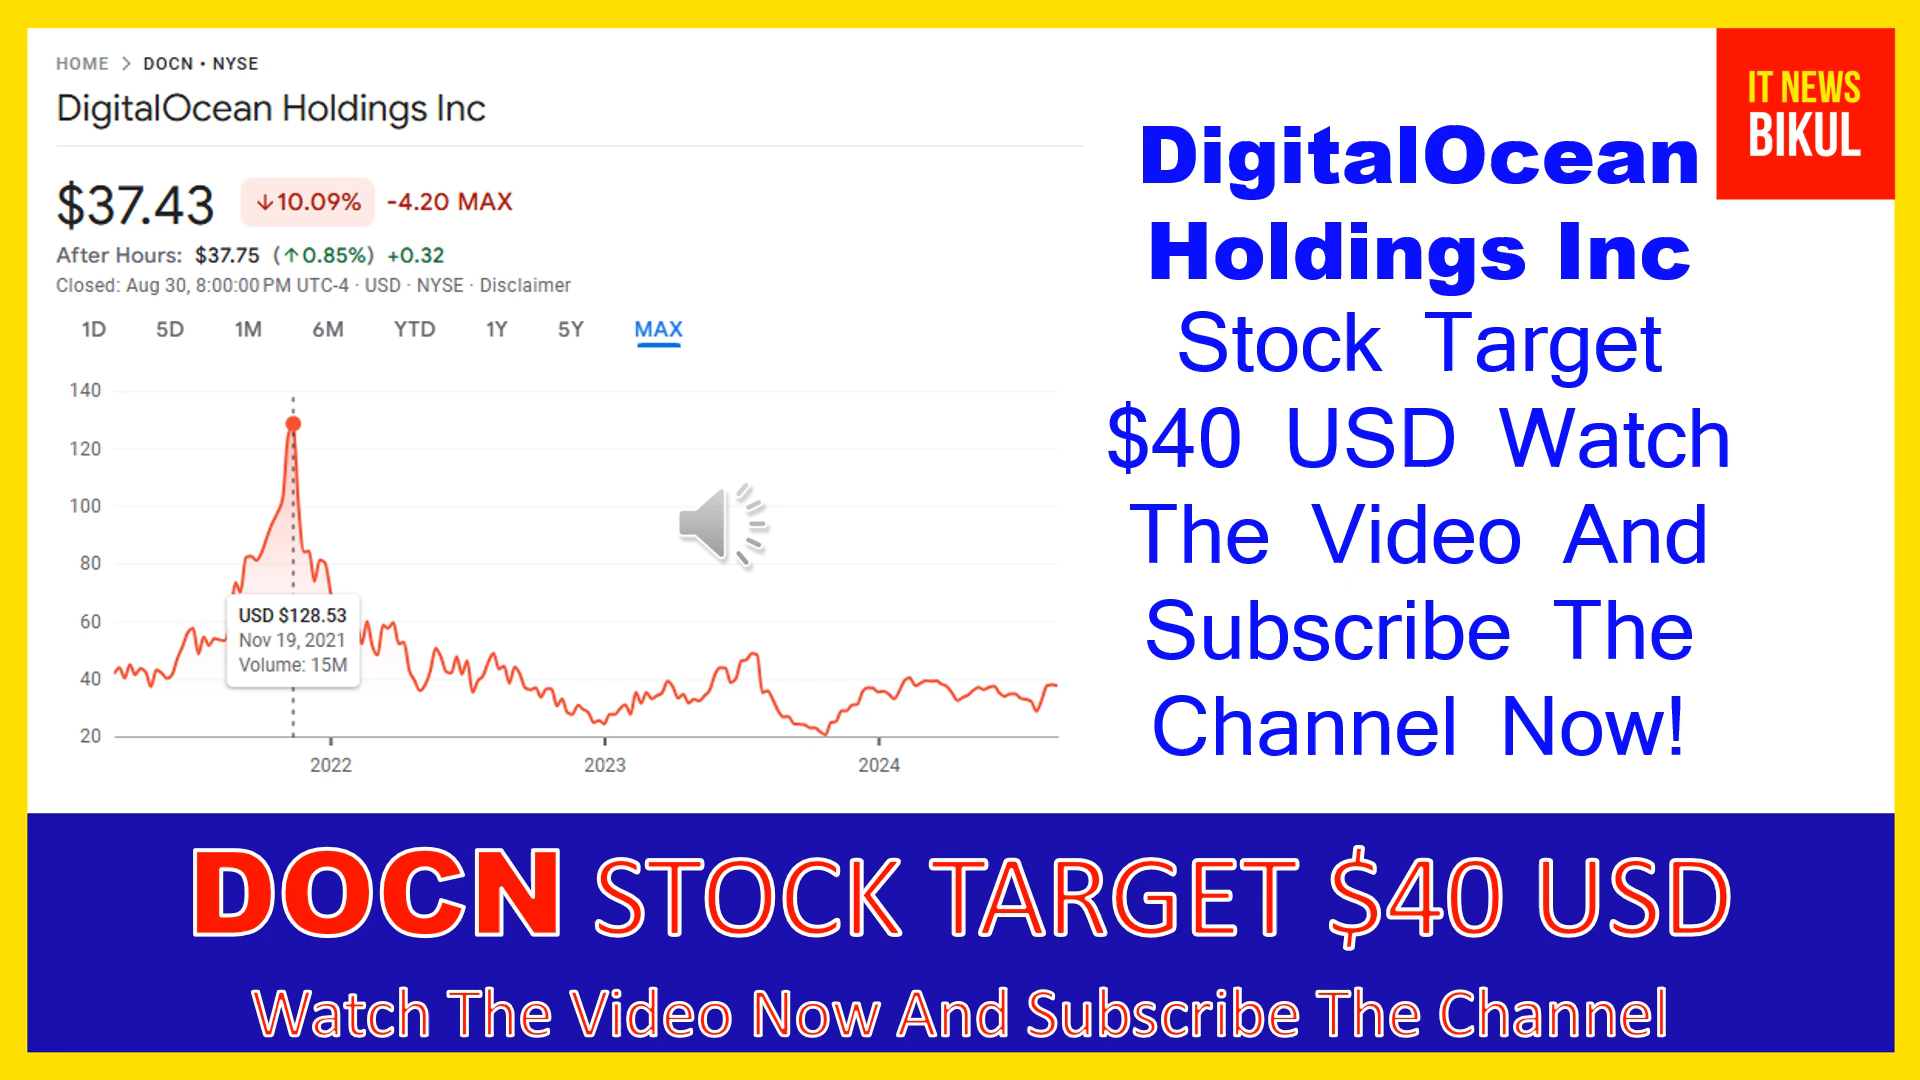 HOME > DOCN • NYSE
DigitalOcean Holdings Inc
$37.43 ↓10.09% -4.20 MAX
After Hours: $37.75 (↑0.85%) +0.32
Closed: Aug 30, 8:00:00 PM UTC-4 · USD · NYSE · Disclaimer
1D 5D 1M 6M YTD 1Y 5Y MAX
140
120
100
80
60
40
20
USD $128.53
Nov 19, 2021
Volume: 15M
2022 2023 2024
IT NEWS
BIKUL
DigitalOcean
Holdings Inc
Stock Target
$40 USD Watch
The Video And
Subscribe The
Channel Now!
DOCN STOCK TARGET $40 USD
Watch The Video Now And Subscribe The Channel